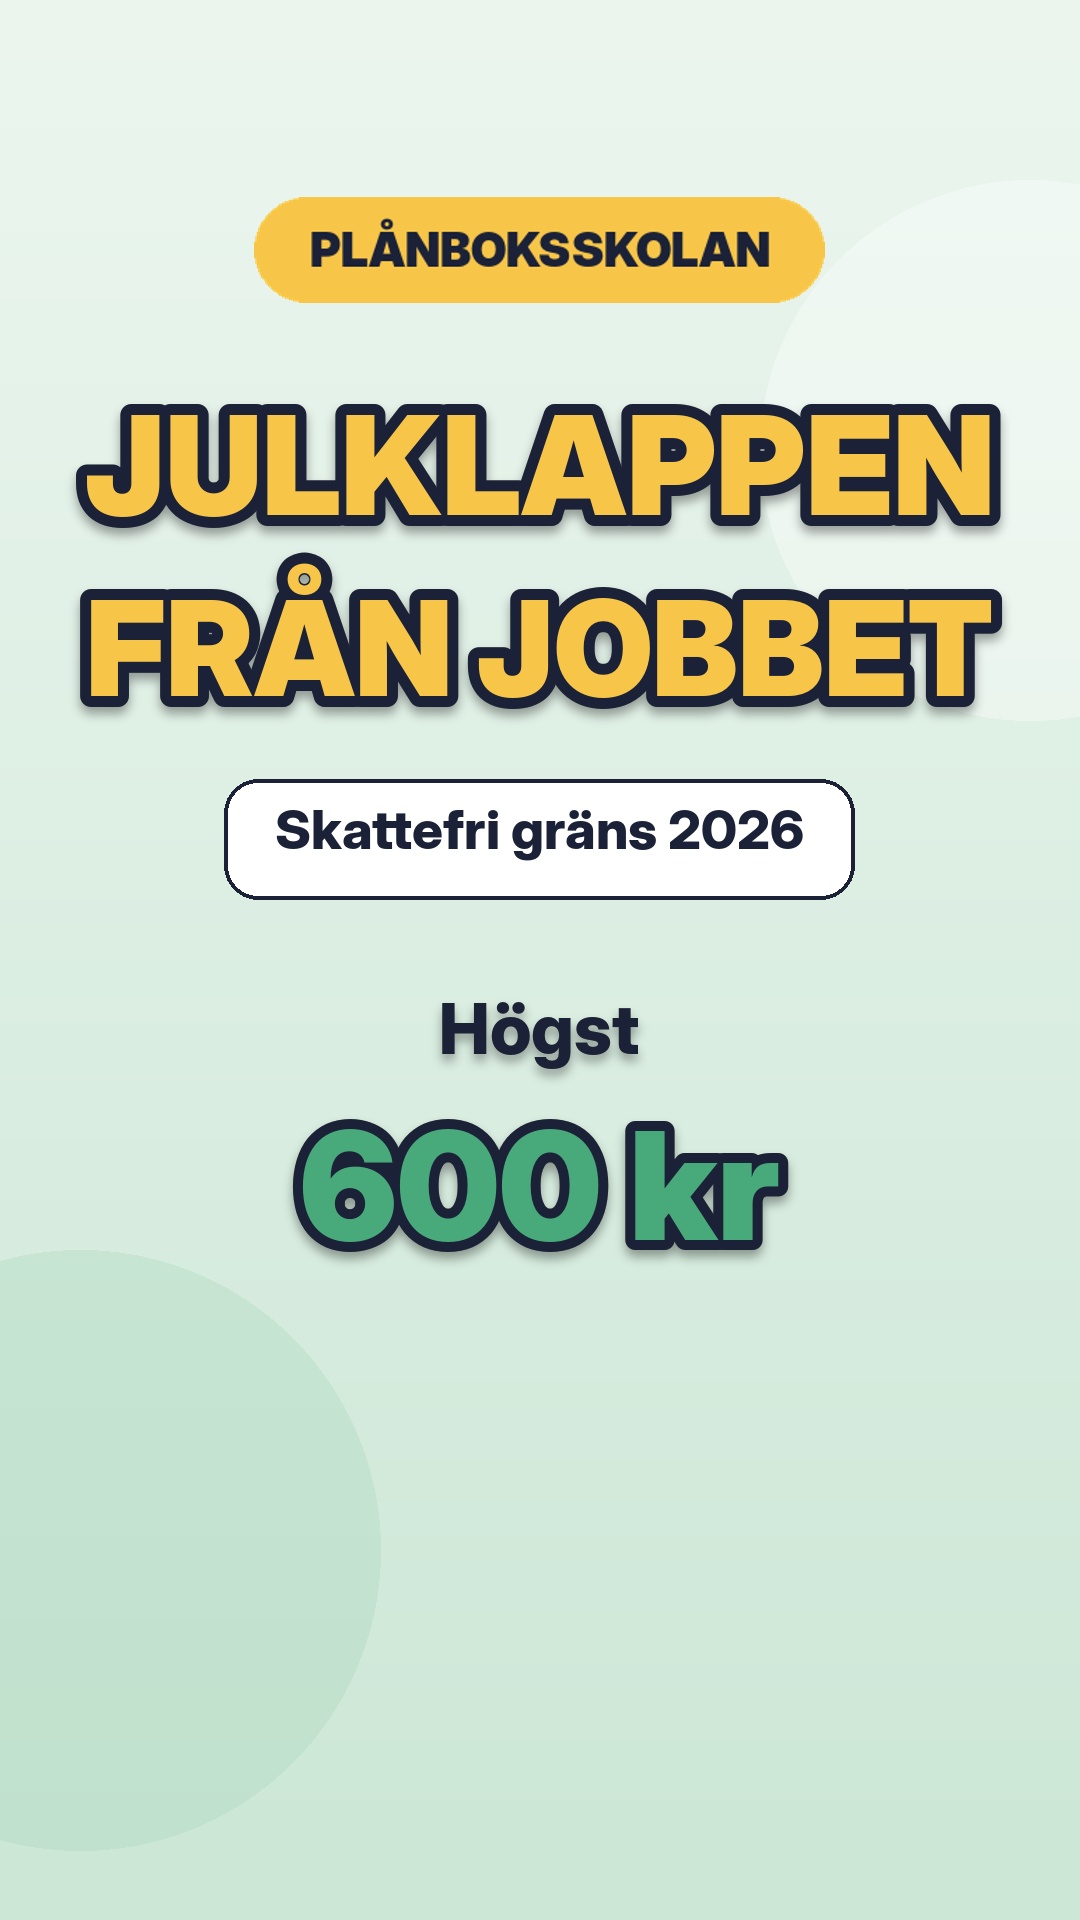 PLÅNBOKSSKOLAN
JULKLAPPEN
FRÅN JOBBET
Skattefri gräns 2026
Högst
600 kr